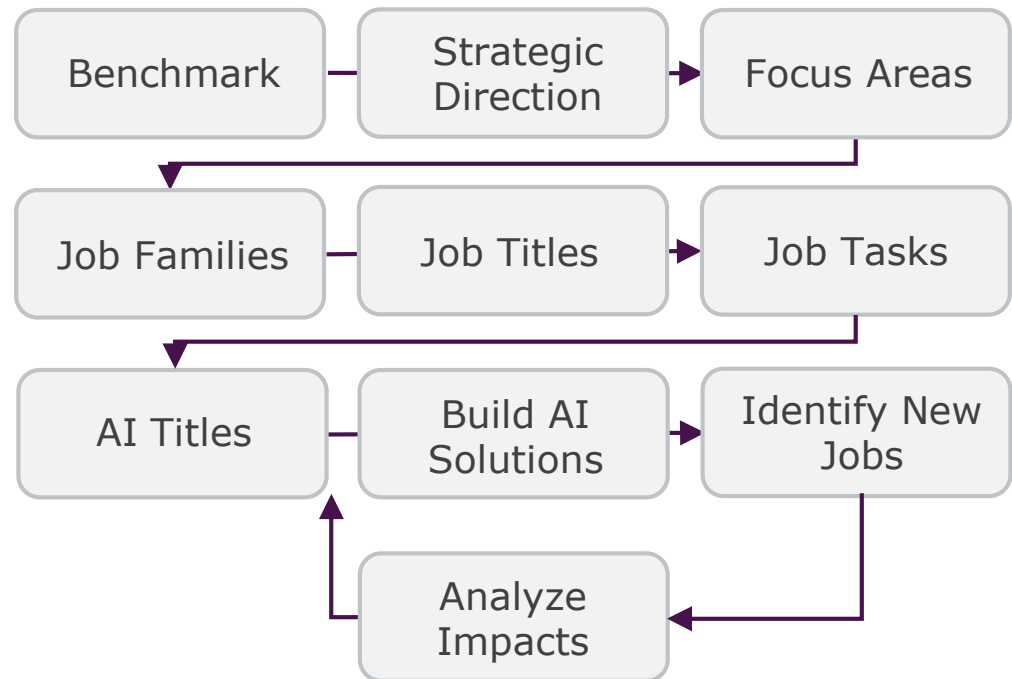 Benchmark
Strategic
Direction
Focus Areas
Job Families
Job Titles
Job Tasks
AI Titles
Build AI
Solutions
Identify New
Jobs
Analyze
Impacts